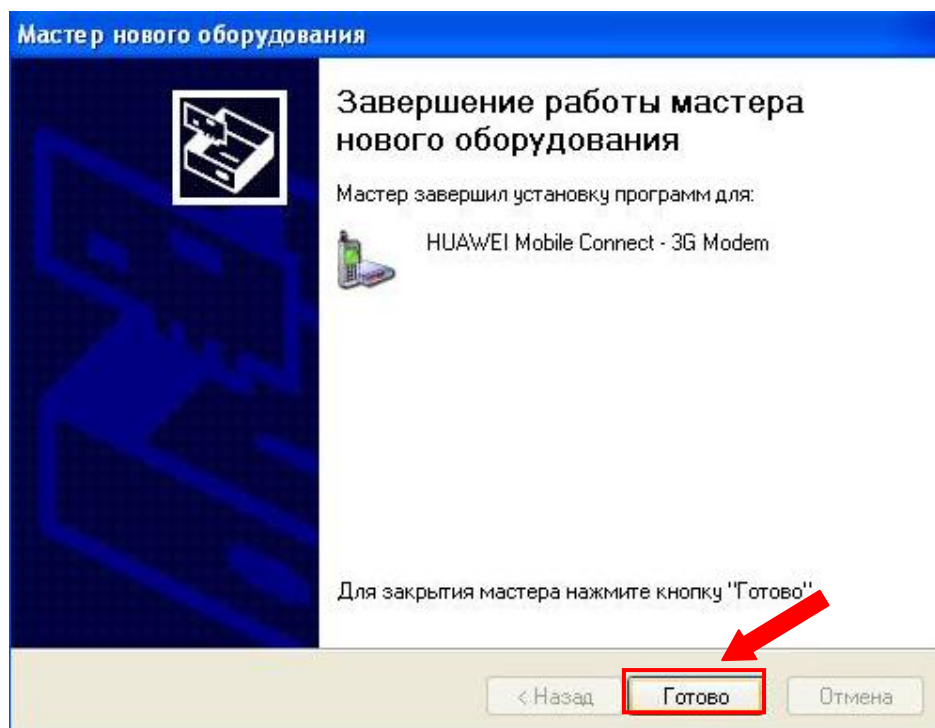 Мастер нового оборудования
Завершение работы мастера
нового оборудования
Мастер завершил установку программ для:
HUAWEI Mobile Connect - 3G Modem
Для закрытия мастера нажмите кнопку "Готово"
< Назад
Готово
Отмена